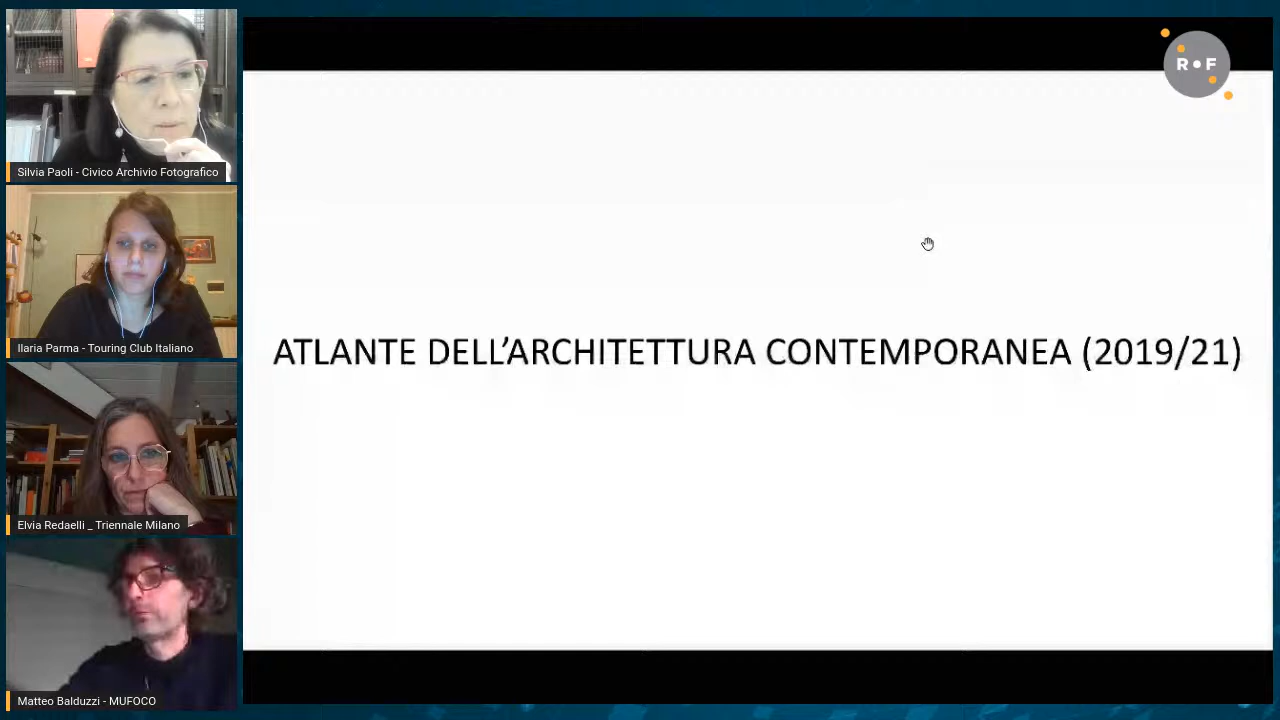 Silvia Paoli - Civico Archivio Fotografico
Ilaria Parma - Touring Club Italiano
Elvia Redaelli _ Triennale Milano
Matteo Balduzzi - MUFOCO
R•F
ATLANTE DELL’ARCHITETTURA CONTEMPORANEA (2019/21)